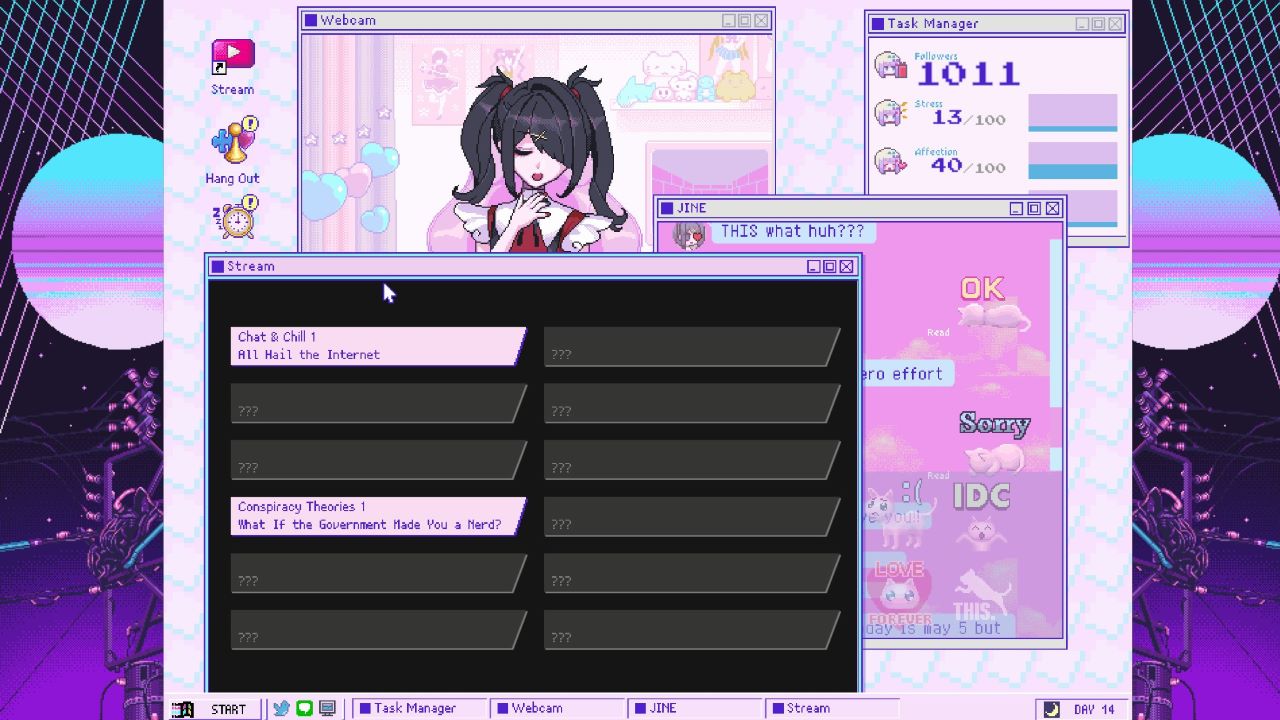 Webcam
Task Manager
Stream
Hang Out
Followers
1011
Stress
13/100
Affection
40/100
JINE
THIS what huh???
OK
Read
ero effort
Sorry
Read
:(
IDC
ve you!
LOVE
FOREVER
THIS.
day is may 5 but
Stream
Chat & Chill 1
All Hail the Internet
???
???
???
???
???
Conspiracy Theories 1
What If the Government Made You a Nerd?
???
???
???
???
???
START
Task Manager
Webcam
JINE
Stream
DAY 14